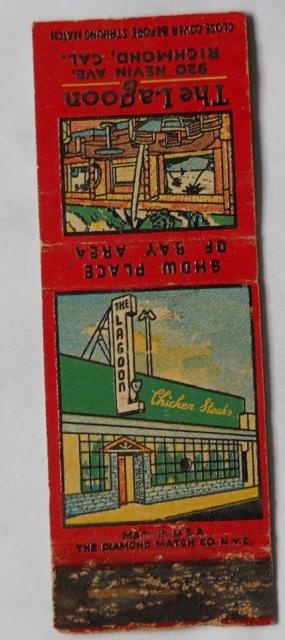 CLOSE COVER BEFORE STRIKING MATCH
RICHMOND, CAL.
920 NEVIN AVE.
The Lagoon
SHOW PLACE
OF BAY AREA
THE
LAGOON
Chicken Steaks
Made in U.S.A.
THE DIAMOND MATCH CO. N.Y.C.